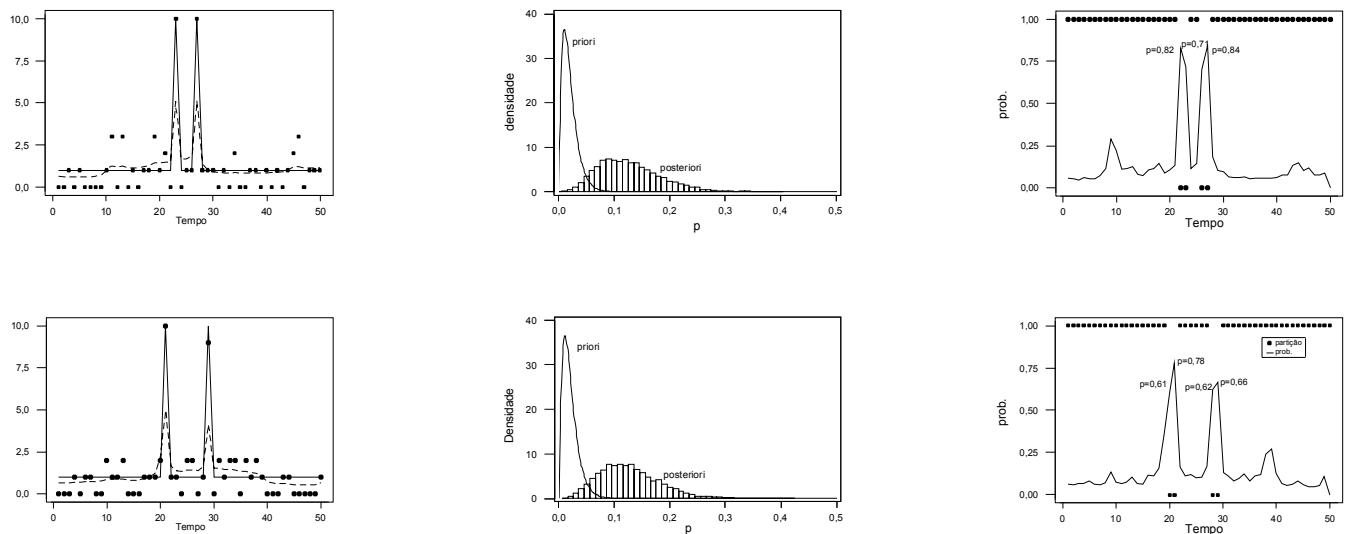 10,0
7,5
5,0
2,5
0,0
0 10 20 30 40 50
Tempo
densidade
40
30
20
10
0
priori
posteriori
0,0 0,1 0,2 0,3 0,4 0,5
p
prob.
1,00
0,75
0,50
0,25
0,00
p=0,82 p=0,71 p=0,84
0 10 20 30 40 50
Tempo
10,0
7,5
5,0
2,5
0,0
0 10 20 30 40 50
Tempo
Densidade
40
30
20
10
0
priori
posteriori
0,0 0,1 0,2 0,3 0,4 0,5
p
prob.
1,00
0,75
0,50
0,25
0,00
partição
prob.
p=0,78
p=0,61 p=0,62 p=0,66
0 10 20 30 40 50
Tempo